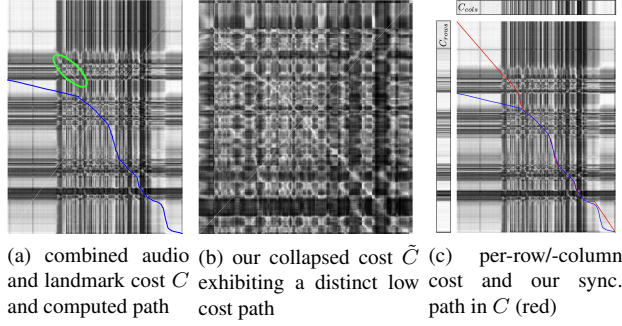 C_cols
C_rows
(a) combined audio
and landmark cost C
and computed path
(b) our collapsed cost C̃
exhibiting a distinct low
cost path
(c) per-row/-column
cost and our sync.
path in C (red)